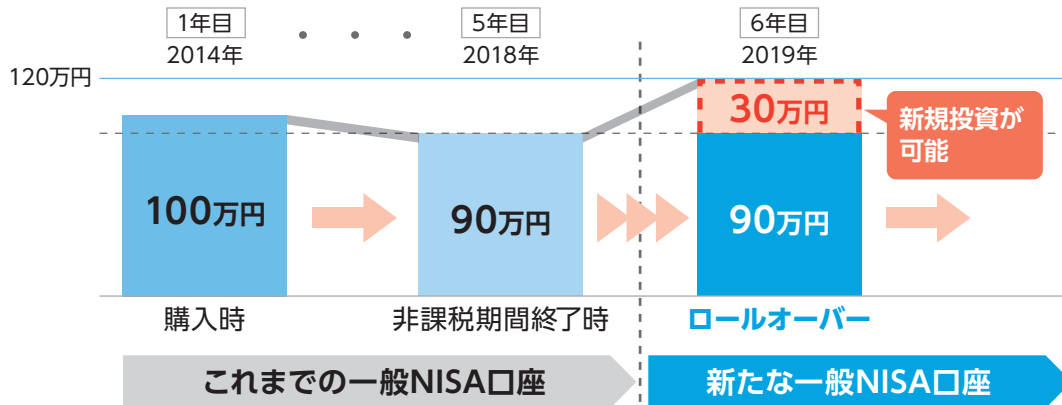 1年目
・・・
5年目
6年目
2014年
2018年
2019年
120万円
30万円
新規投資が
可能
100万円
90万円
90万円
購入時
非課税期間終了時
ロールオーバー
これまでの一般NISA口座
新たな一般NISA口座